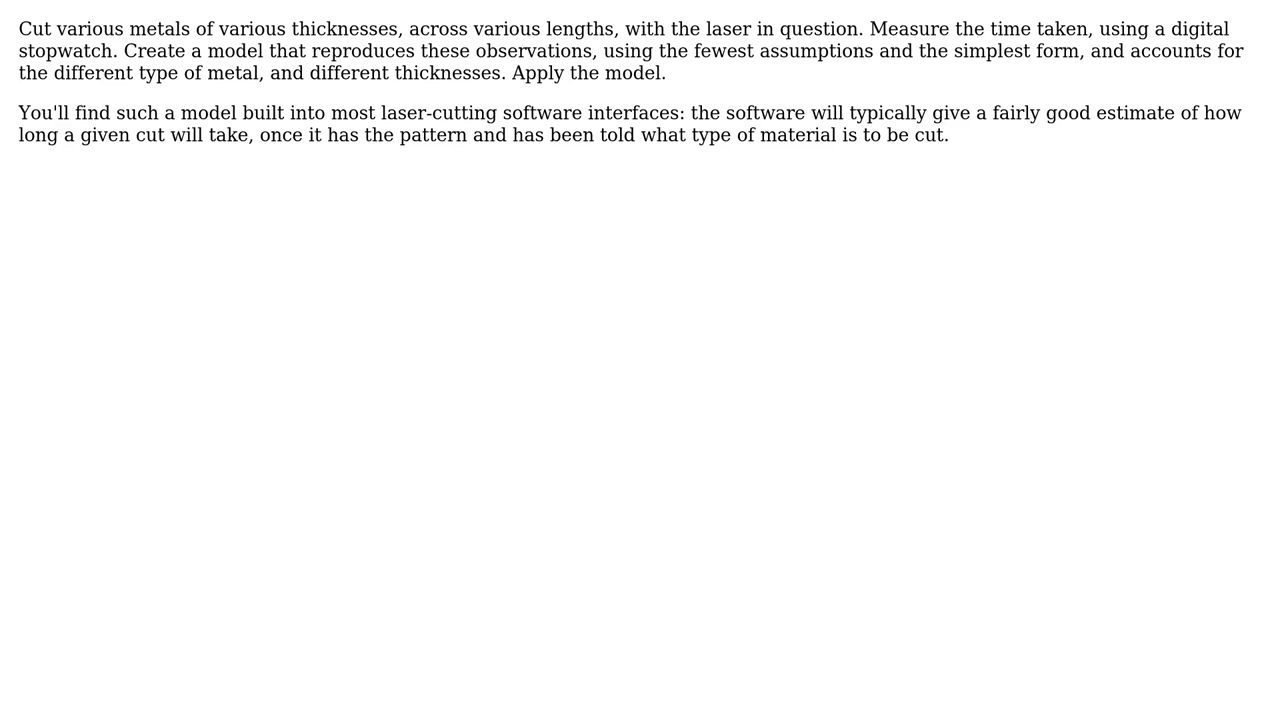 Cut various metals of various thicknesses, across various lengths, with the laser in question. Measure the time taken, using a digital
stopwatch. Create a model that reproduces these observations, using the fewest assumptions and the simplest form, and accounts for
the different type of metal, and different thicknesses. Apply the model.
You'll find such a model built into most laser-cutting software interfaces: the software will typically give a fairly good estimate of how
long a given cut will take, once it has the pattern and has been told what type of material is to be cut.